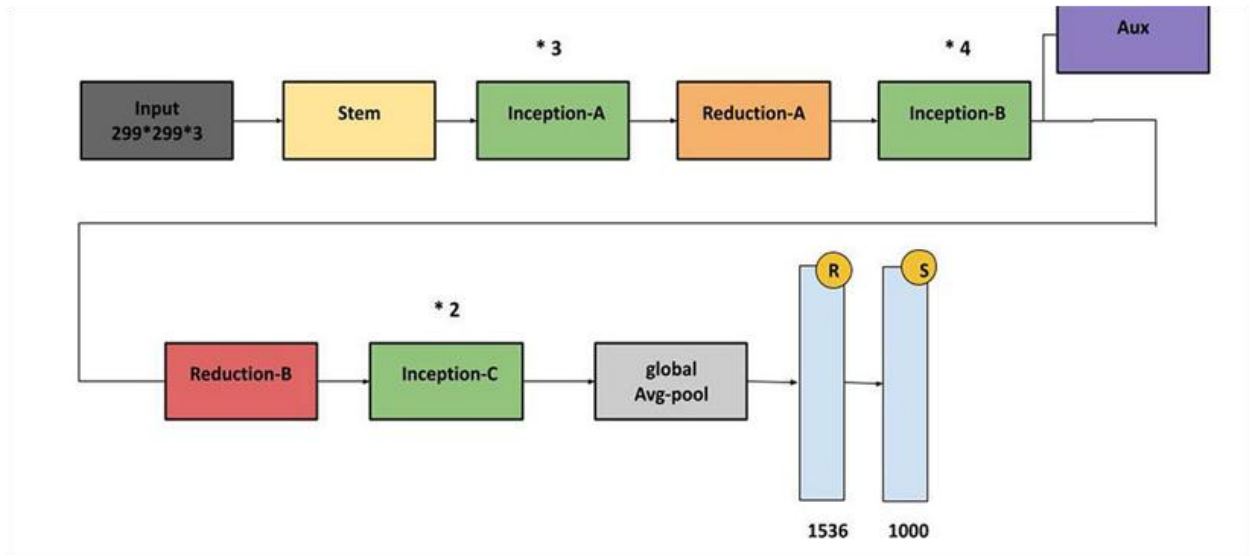 * 3
* 4
Aux
Input
299*299*3
Stem
Inception-A
Reduction-A
Inception-B
R
S
* 2
Reduction-B
Inception-C
global
Avg-pool
1536
1000